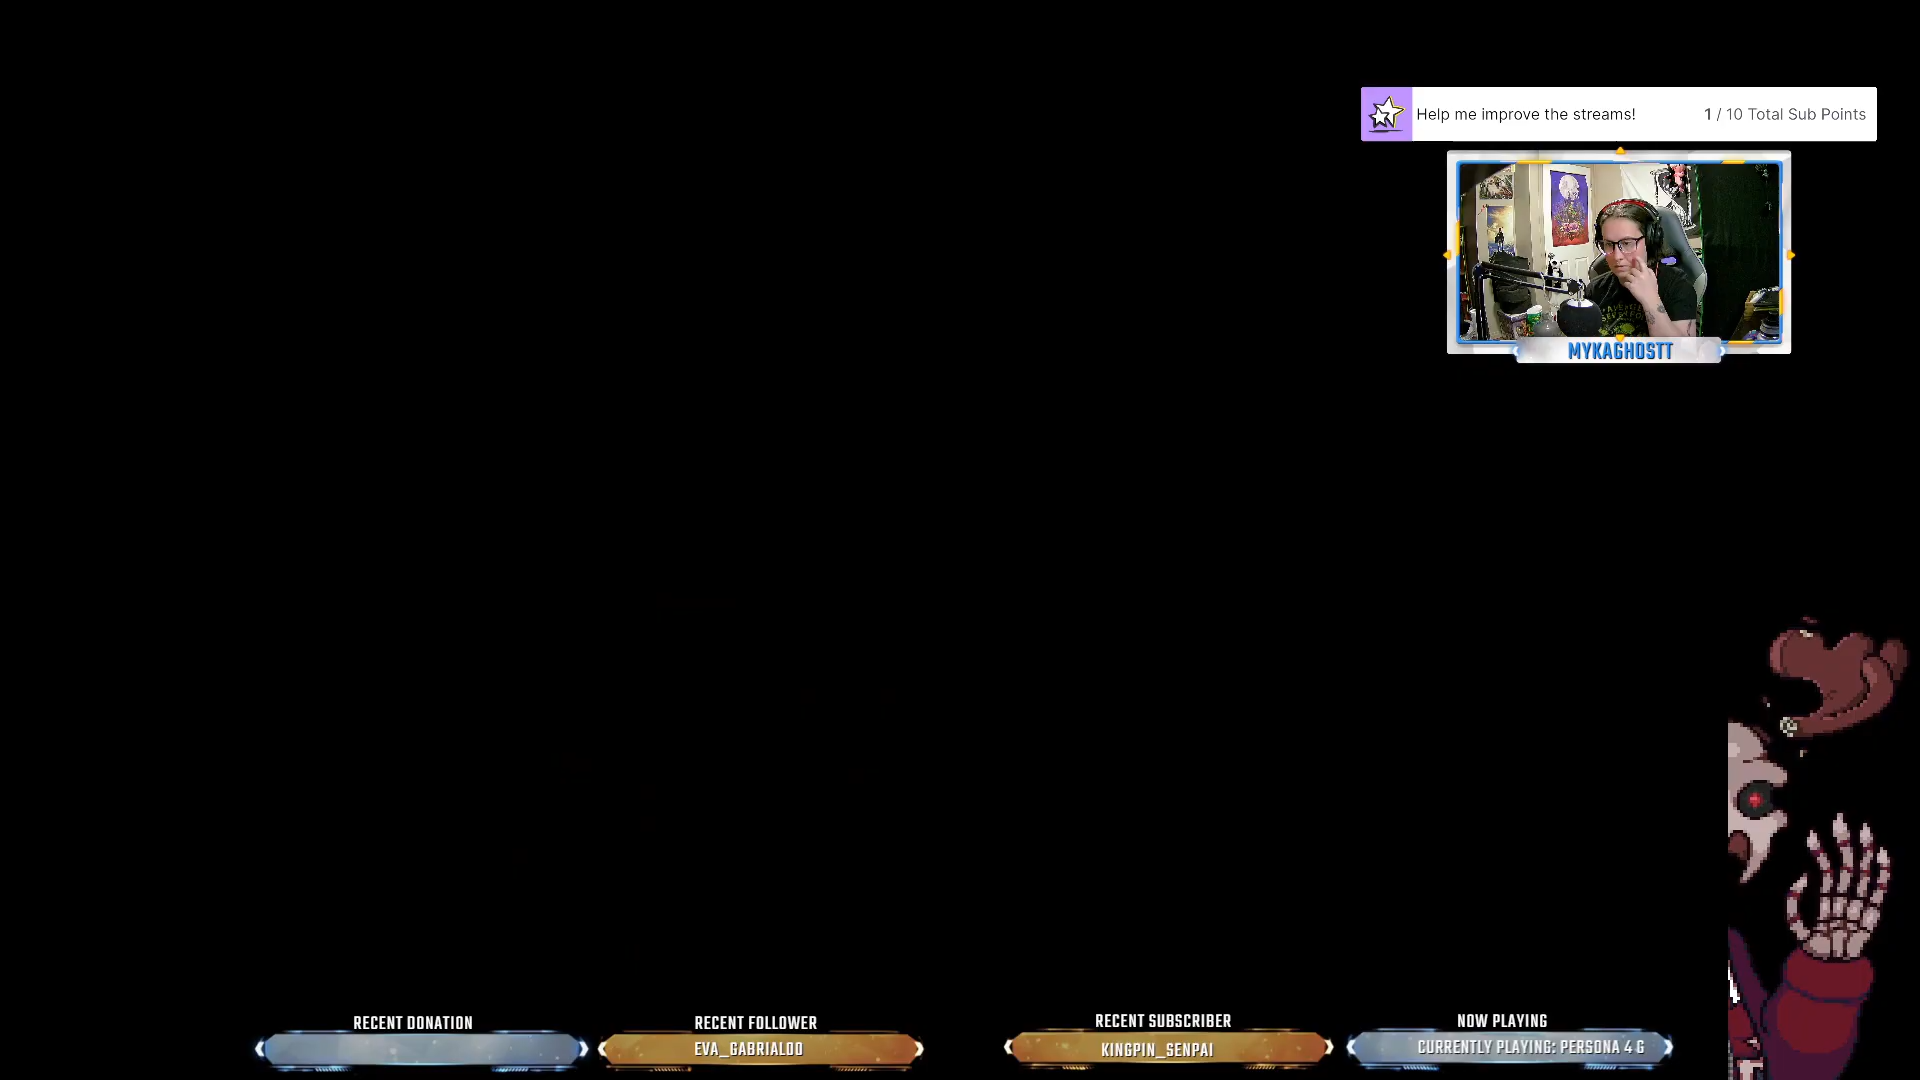 Help me improve the streams! 1 / 10 Total Sub Points
MYKAGHOSTT
RECENT DONATION
RECENT FOLLOWER
EVA_GABRIALDO
RECENT SUBSCRIBER
KINGPIN_SENPAI
NOW PLAYING
CURRENTLY PLAYING: PERSONA 4 G